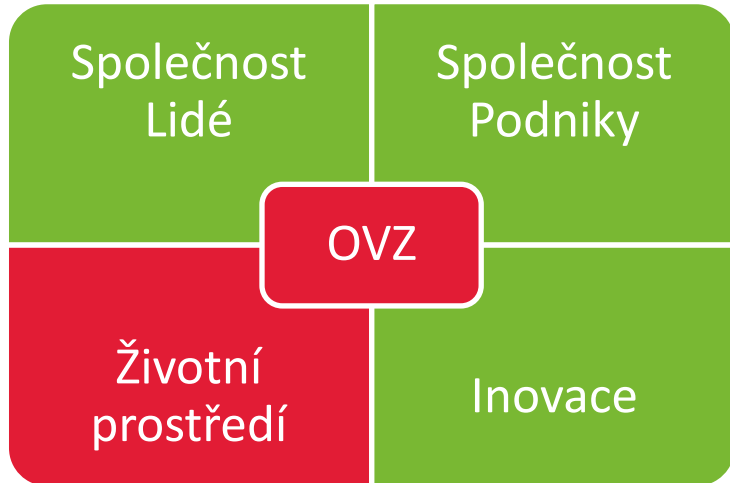 Společnost
Lidé
Společnost
Podniky
OVZ
Životní
prostředí
Inovace